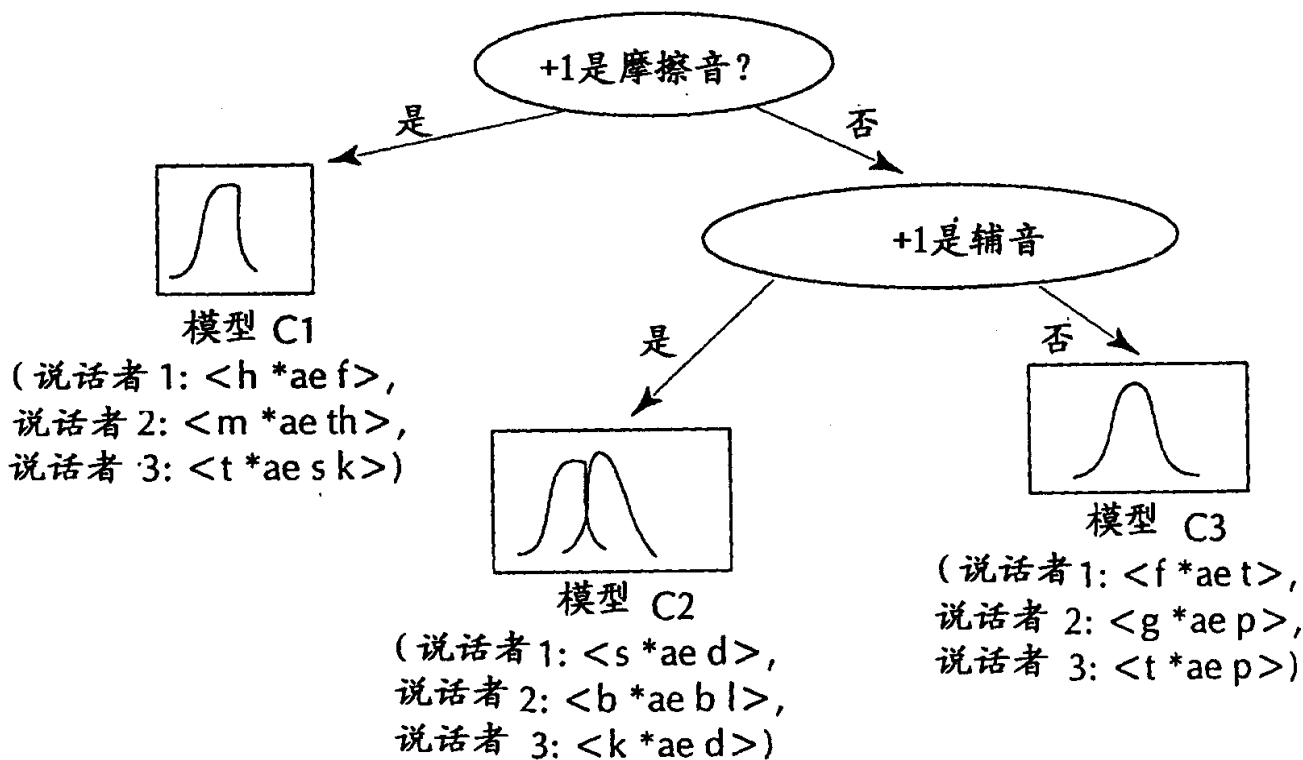 +1是摩擦音?
是
否
+1是辅音
模型 C1
(说话者 1: <h *ae f>,
说话者 2: <m *ae th>,
说话者 3: <t *ae s k>)
是
否
模型 C2
(说话者 1: <s *ae d>,
说话者 2: <b *ae b l>,
说话者 3: <k *ae d>)
模型 C3
(说话者 1: <f *ae t>,
说话者 2: <g *ae p>,
说话者 3: <t *ae p>)